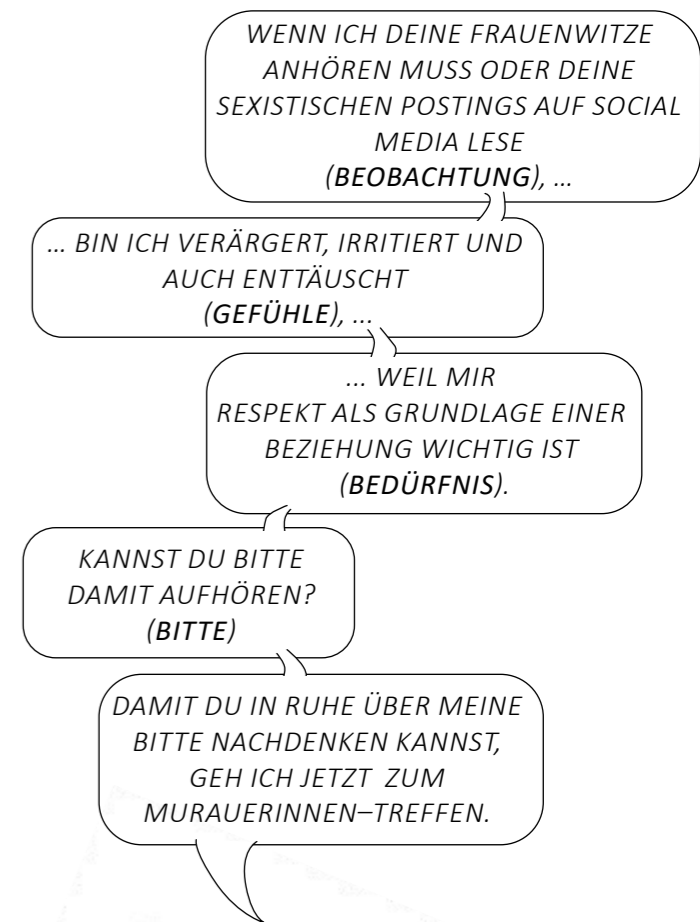 WENN ICH DEINE FRAUENWITZE
ANHÖREN MUSS ODER DEINE
SEXISTISCHEN POSTINGS AUF SOCIAL
MEDIA LESE
(BEOBACHTUNG), ...
... BIN ICH VERÄRGERT, IRRITIERT UND
AUCH ENTTÄUSCHT
(GEFÜHLE), ...
... WEIL MIR
RESPEKT ALS GRUNDLAGE EINER
BEZIEHUNG WICHTIG IST
(BEDÜRFNIS).
KANNST DU BITTE
DAMIT AUFHÖREN?
(BITTE)
DAMIT DU IN RUHE ÜBER MEINE
BITTE NACHDENKEN KANNST,
GEH ICH JETZT ZUM
MURAUERINNEN–TREFFEN.